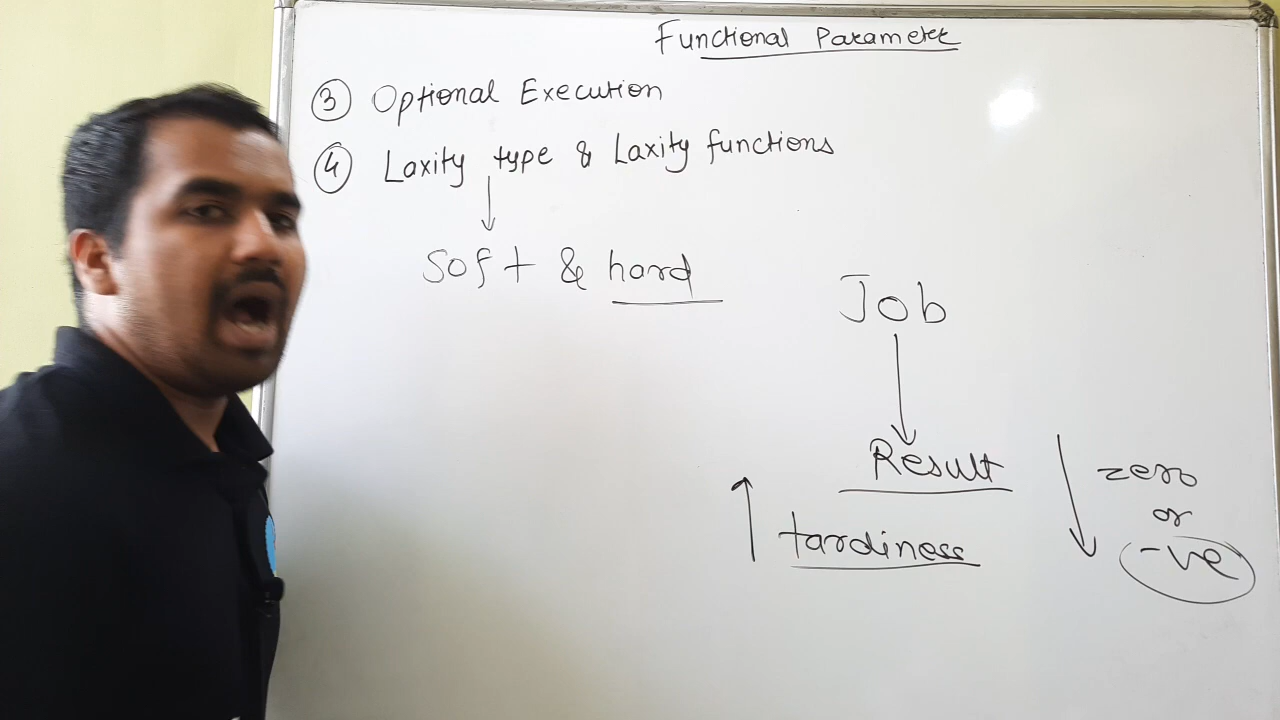 Functional Parameter
③ Optional Execution
④ Laxity type & Laxity functions
Soft & hard
Job
Result
tardiness
zero
or
-ve